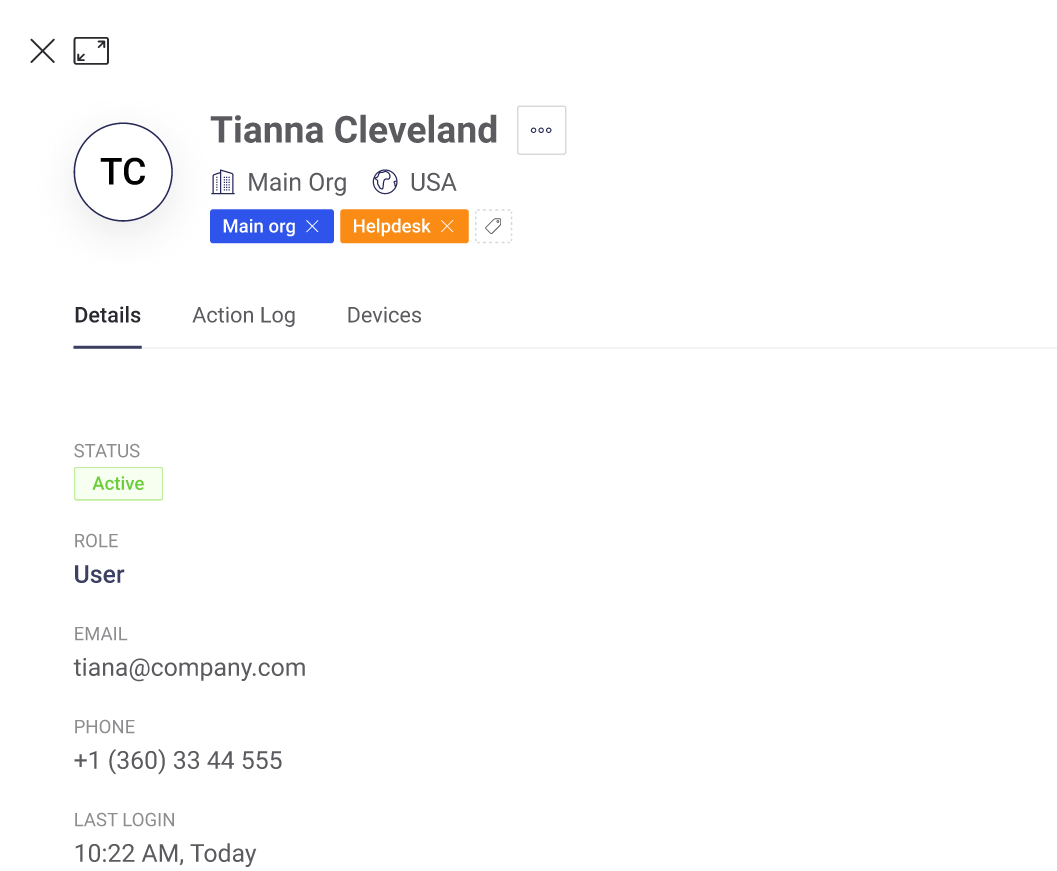 TC
Tianna Cleveland
Main Org USA
Main org Helpdesk
Details Action Log Devices
STATUS
Active
ROLE
User
EMAIL
tiana@company.com
PHONE
+1 (360) 33 44 555
LAST LOGIN
10:22 AM, Today